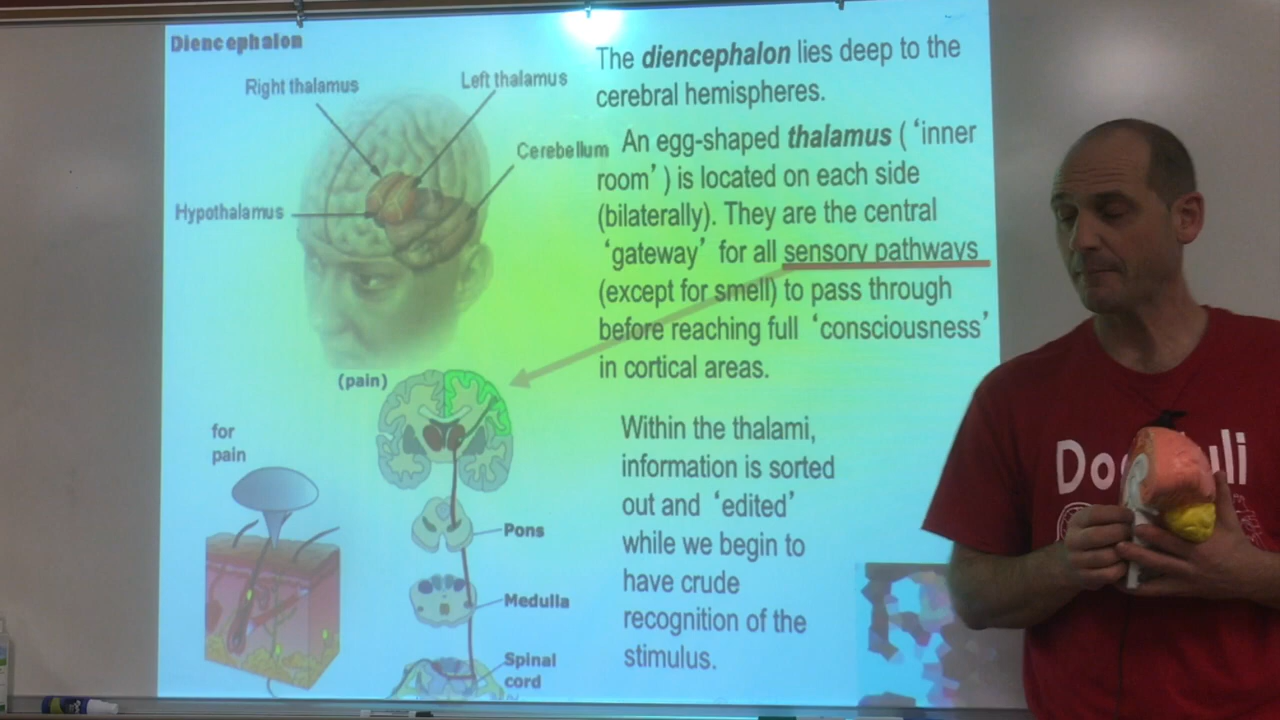 Diencephalon
Right thalamus
Left thalamus
Cerebellum
Hypothalamus
The diencephalon lies deep to the
cerebral hemispheres.
An egg-shaped thalamus ( ‘inner
room’ ) is located on each side
(bilaterally). They are the central
‘gateway’ for all sensory pathways
(except for smell) to pass through
before reaching full ‘consciousness’
in cortical areas.
(pain)
for
pain
Pons
Medulla
Spinal
cord
Within the thalami,
information is sorted
out and ‘edited’
while we begin to
have crude
recognition of the
stimulus.